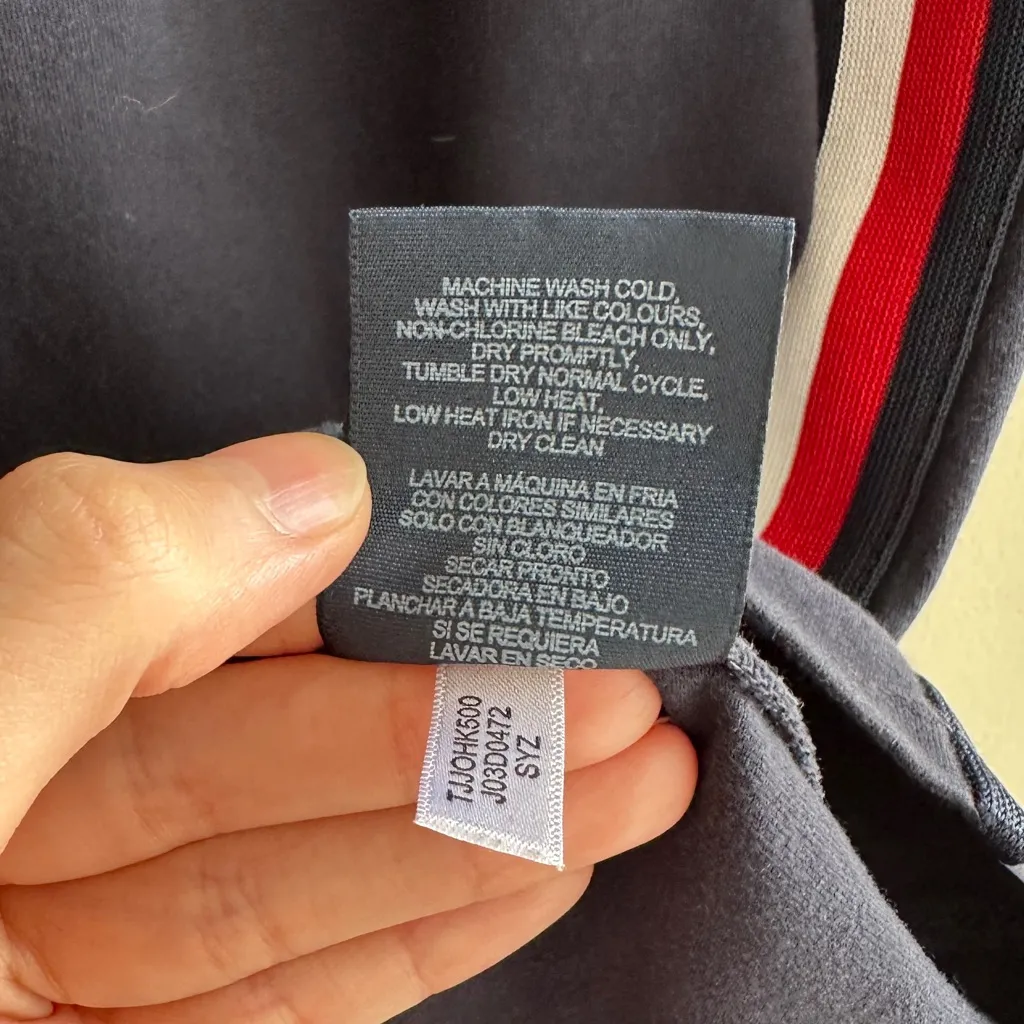 MACHINE WASH COLD,
WASH WITH LIKE COLOURS,
NON-CHLORINE BLEACH ONLY,
DRY PROMPTLY,
TUMBLE DRY NORMAL CYCLE,
LOW HEAT,
LOW HEAT IRON IF NECESSARY
DRY CLEAN
LAVAR A MÁQUINA EN FRIA
CON COLORES SIMILARES
SOLO CON BLANQUEADOR
SIN CLORO
SECAR PRONTO
SECADORA EN BAJO
PLANCHAR A BAJA TEMPERATURA
SI SE REQUIERA
LAVAR EN SECO
TJJOHK500
J03D0472
SYZ